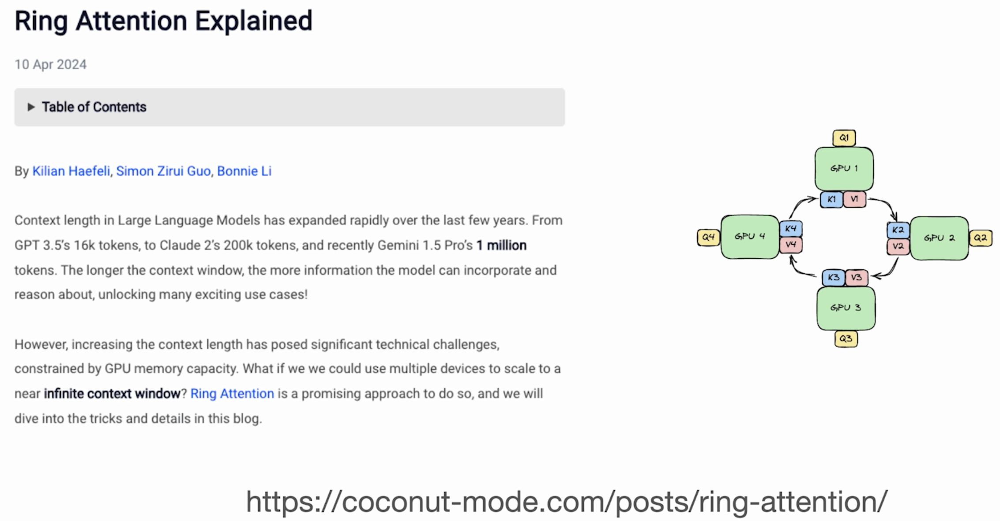 Ring Attention Explained
10 Apr 2024
Table of Contents
By Kilian Haefeli, Simon Zirui Guo, Bonnie Li
Context length in Large Language Models has expanded rapidly over the last few years. From
GPT 3.5's 16k tokens, to Claude 2's 200k tokens, and recently Gemini 1.5 Pro's 1 million
tokens. The longer the context window, the more information the model can incorporate and
reason about, unlocking many exciting use cases!
However, increasing the context length has posed significant technical challenges,
constrained by GPU memory capacity. What if we we could use multiple devices to scale to a
near infinite context window? Ring Attention is a promising approach to do so, and we will
dive into the tricks and details in this blog.
Q1
GPU 1
K1 V1
Q4 GPU 4 K4
V4
K2 GPU 2 Q2
V2
K3 V3
GPU 3
Q3
https://coconut-mode.com/posts/ring-attention/